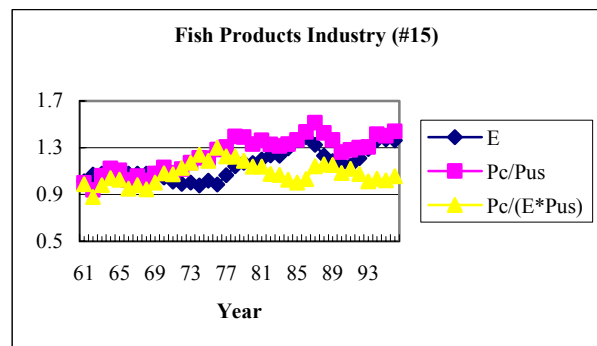 Fish Products Industry (#15)
1.7
1.3
0.9
0.5
61 65 69 73 77 81 85 89 93
Year
E
Pc/Pus
Pc/(E*Pus)